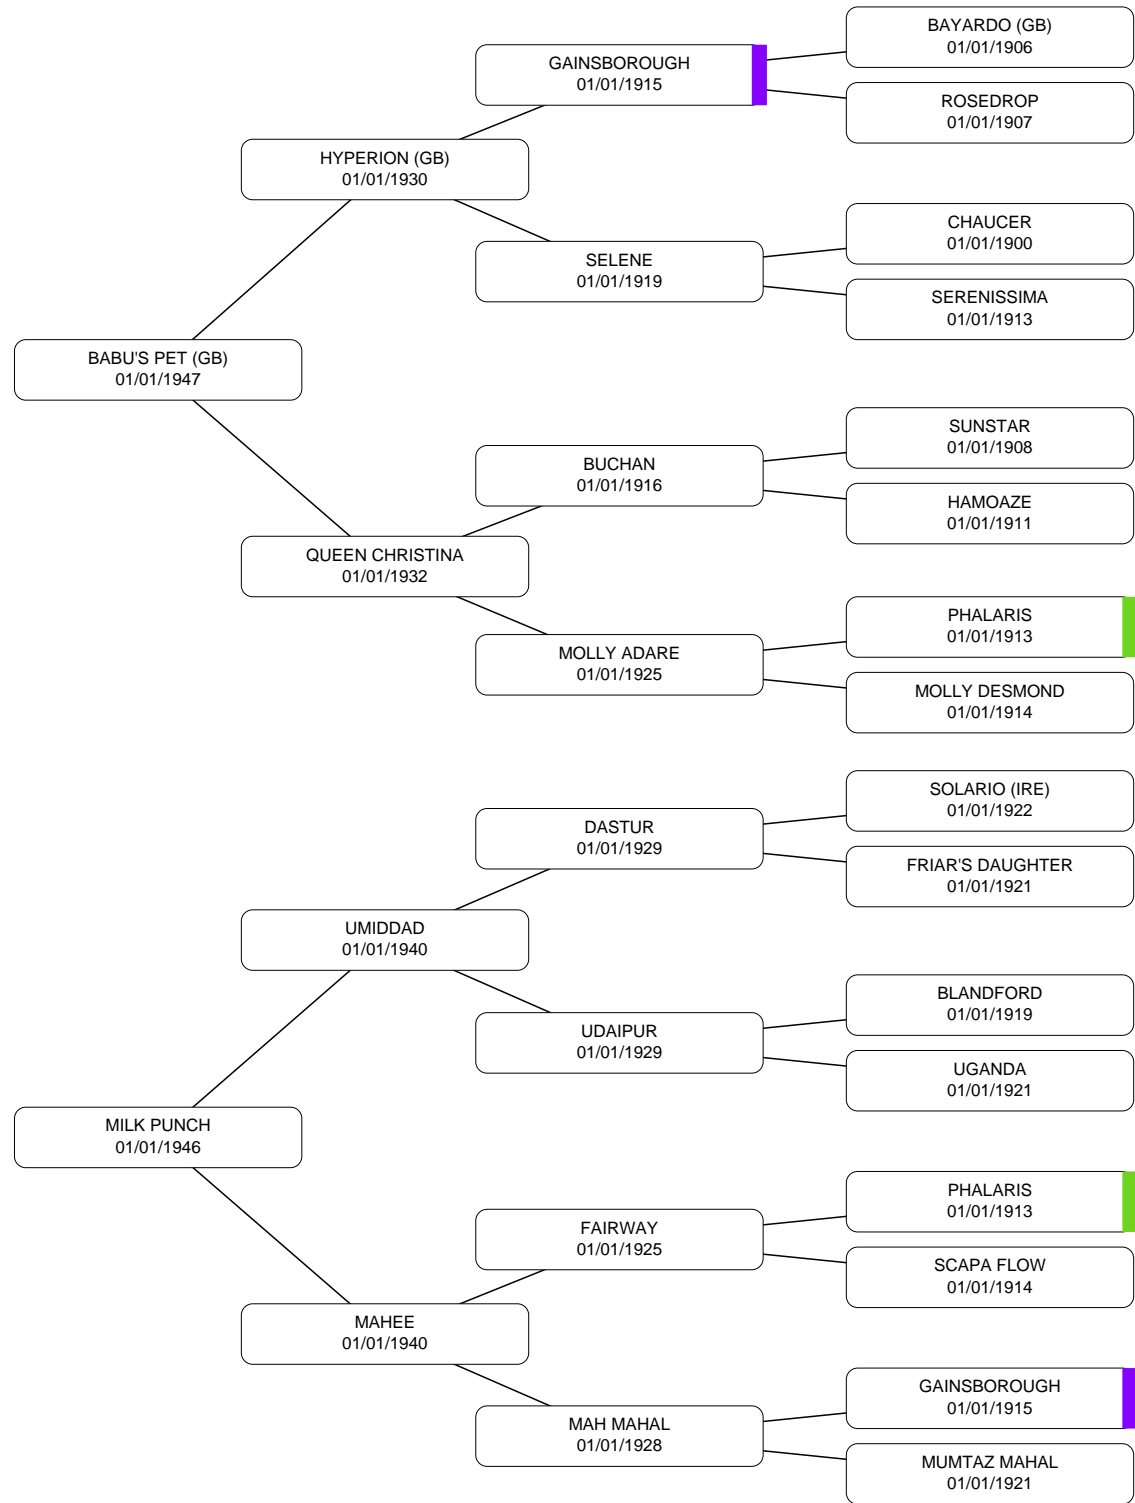 BAYARDO (GB)
01/01/1906
GAINSBOROUGH
01/01/1915
ROSEDROP
01/01/1907
HYPERION (GB)
01/01/1930
CHAUCER
01/01/1900
SELENE
01/01/1919
SERENISSIMA
01/01/1913
BABU'S PET (GB)
01/01/1947
SUNSTAR
01/01/1908
BUCHAN
01/01/1916
HAMOAZE
01/01/1911
QUEEN CHRISTINA
01/01/1932
PHALARIS
01/01/1913
MOLLY ADARE
01/01/1925
MOLLY DESMOND
01/01/1914
SOLARIO (IRE)
01/01/1922
DASTUR
01/01/1929
FRIAR'S DAUGHTER
01/01/1921
UMIDDAD
01/01/1940
BLANDFORD
01/01/1919
UDAIPUR
01/01/1929
UGANDA
01/01/1921
MILK PUNCH
01/01/1946
PHALARIS
01/01/1913
FAIRWAY
01/01/1925
SCAPA FLOW
01/01/1914
MAHEE
01/01/1940
GAINSBOROUGH
01/01/1915
MAH MAHAL
01/01/1928
MUMTAZ MAHAL
01/01/1921